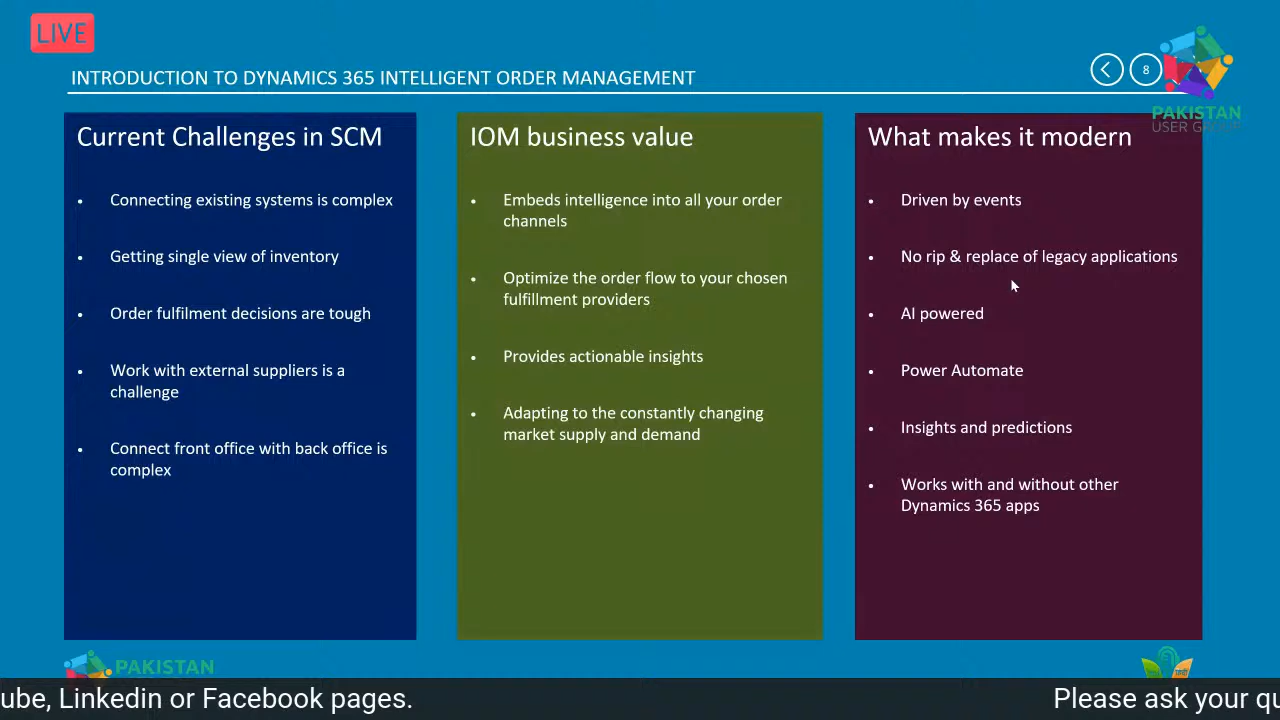 LIVE
INTRODUCTION TO DYNAMICS 365 INTELLIGENT ORDER MANAGEMENT
8
PAKISTAN
USER GROUP
Current Challenges in SCM
• Connecting existing systems is complex
• Getting single view of inventory
• Order fulfilment decisions are tough
• Work with external suppliers is a
challenge
• Connect front office with back office is
complex
IOM business value
• Embeds intelligence into all your order
channels
• Optimize the order flow to your chosen
fulfillment providers
• Provides actionable insights
• Adapting to the constantly changing
market supply and demand
What makes it modern
• Driven by events
• No rip & replace of legacy applications
• AI powered
• Power Automate
• Insights and predictions
• Works with and without other
Dynamics 365 apps
PAKISTAN
ube, Linkedin or Facebook pages.
Please ask your qu